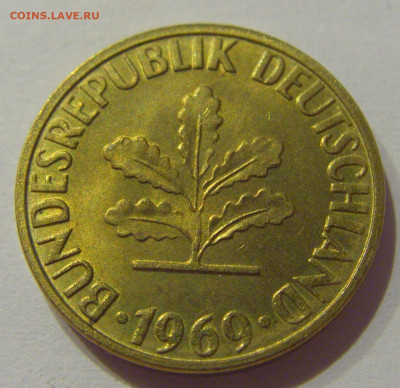 COINS.LAVE.RU
BUNDESREPUBLIK DEUTSCHLAND
· 1969 ·